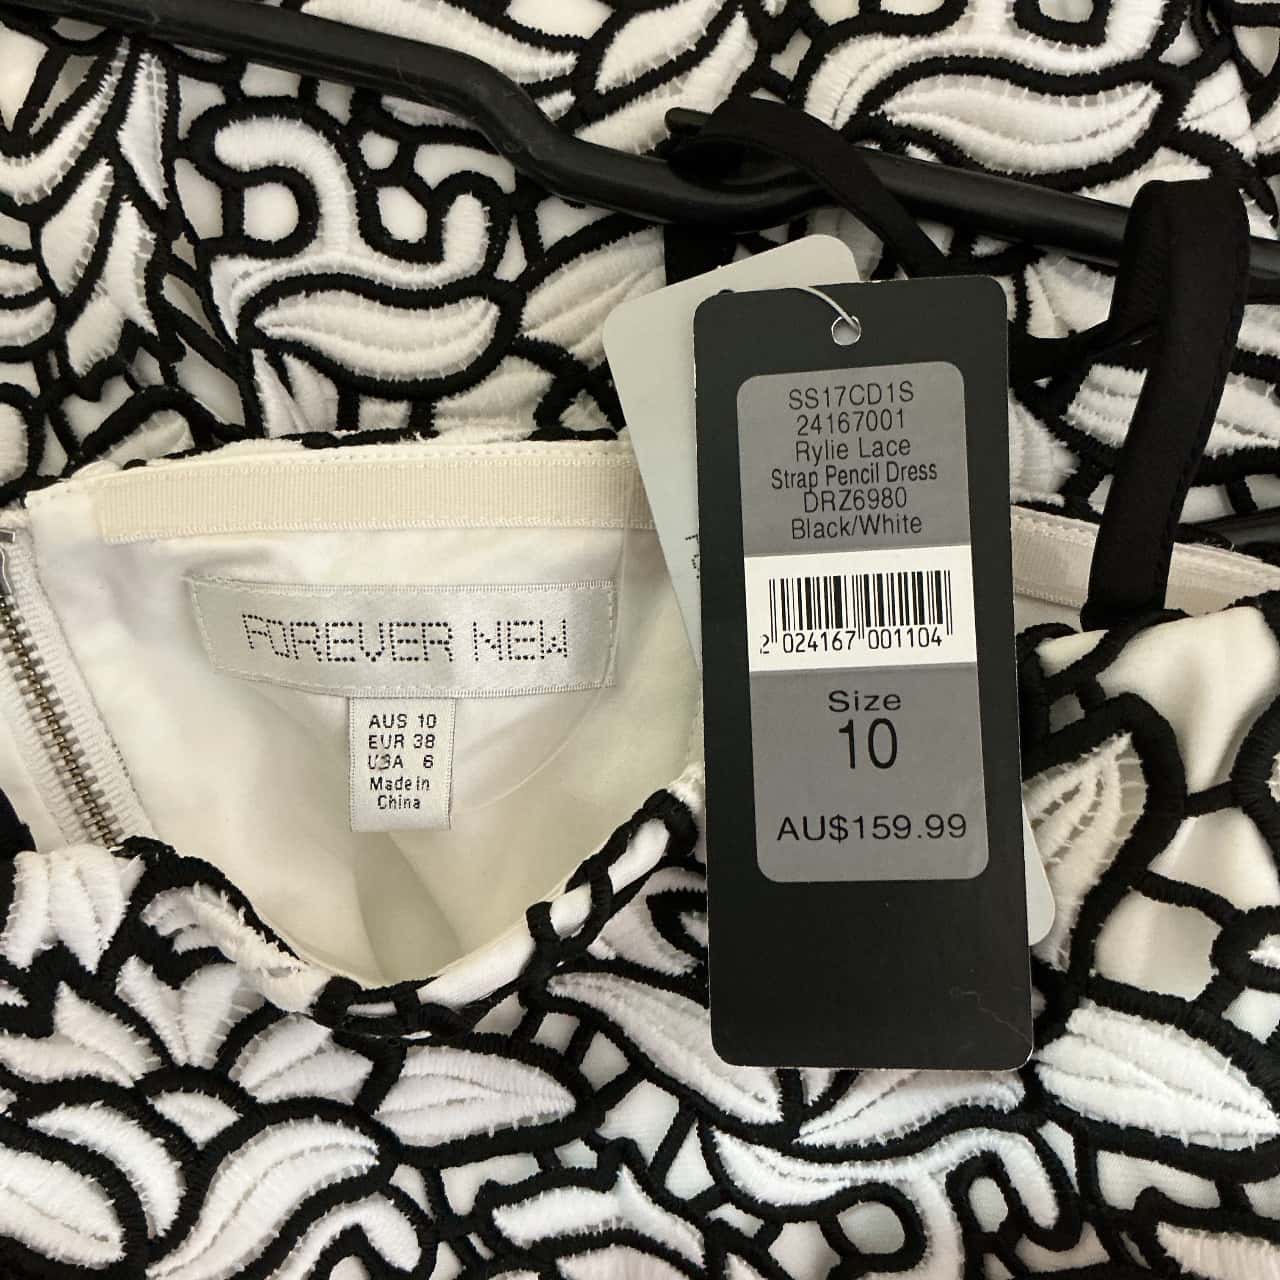 FOREVER NEW
AUS 10
EUR 38
USA 6
Made in
China
SS17CD1S
24167001
Rylie Lace
Strap Pencil Dress
DRZ6980
Black/White
2 024167 001104
Size
10
AU$159.99